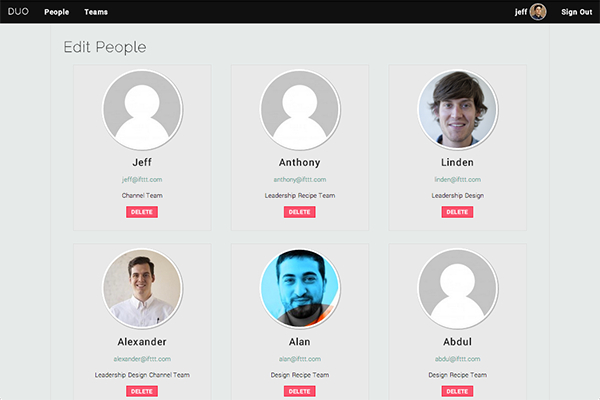 DUO People Teams jeff Sign Out
Edit People
Jeff Anthony Linden
jeff@ifttt.com anthony@ifttt.com linden@ifttt.com
Channel Team Leadership Recipe Team Leadership Design
DELETE DELETE DELETE
Alexander Alan Abdul
alexander@ifttt.com alan@ifttt.com abdul@ifttt.com
Leadership Design Channel Team Design Recipe Team Design Recipe Team
DELETE DELETE DELETE